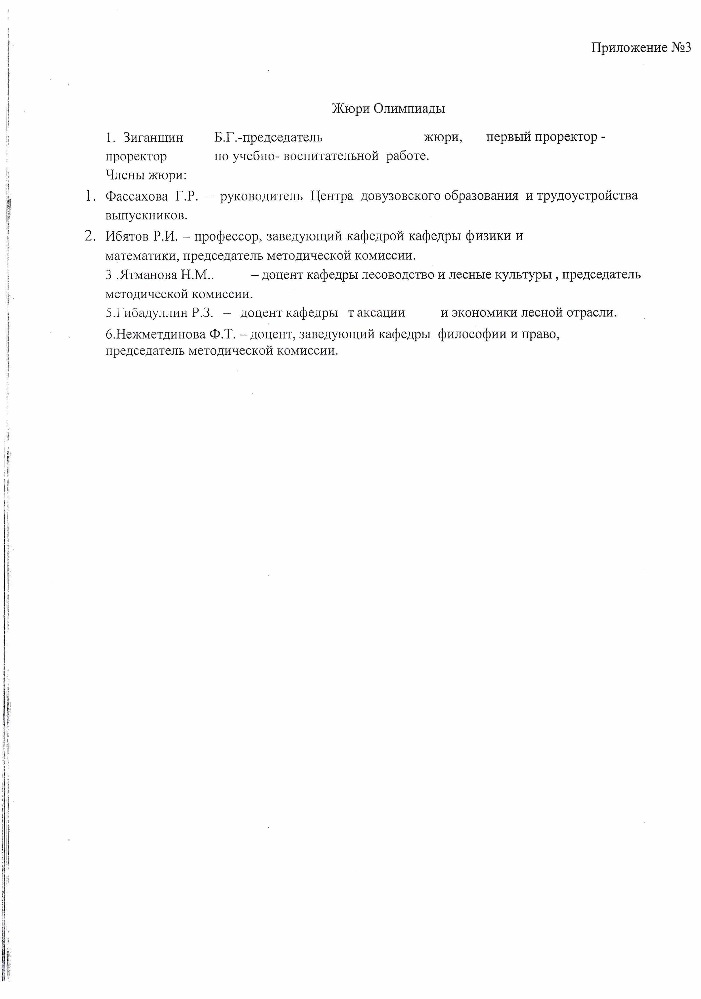 Приложение №3
Жюри Олимпиады
1. Зиганшин Б.Г.-председатель жюри, первый проректор -
проректор по учебно- воспитательной работе.
Члены жюри:
1. Фассахова Г.Р. – руководитель Центра довузовского образования и трудоустройства
выпускников.
2. Ибятов Р.И. – профессор, заведующий кафедрой кафедры физики и
математики, председатель методической комиссии.
3 .Ятманова Н.М.. – доцент кафедры лесоводство и лесные культуры , председатель
методической комиссии.
5.Гибадуллин Р.З. – доцент кафедры т аксации и экономики лесной отрасли.
6.Нежметдинова Ф.Т. – доцент, заведующий кафедры философии и право,
председатель методической комиссии.